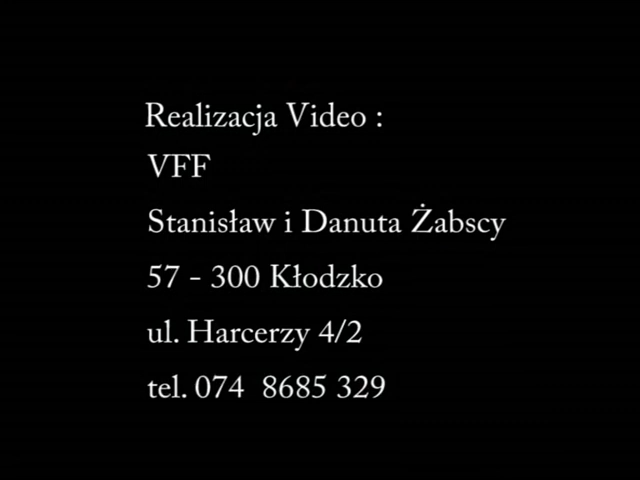 Realizacja Video :
VFF
Stanisław i Danuta Żabscy
57 - 300 Kłodzko
ul. Harcerzy 4/2
tel. 074  8685 329